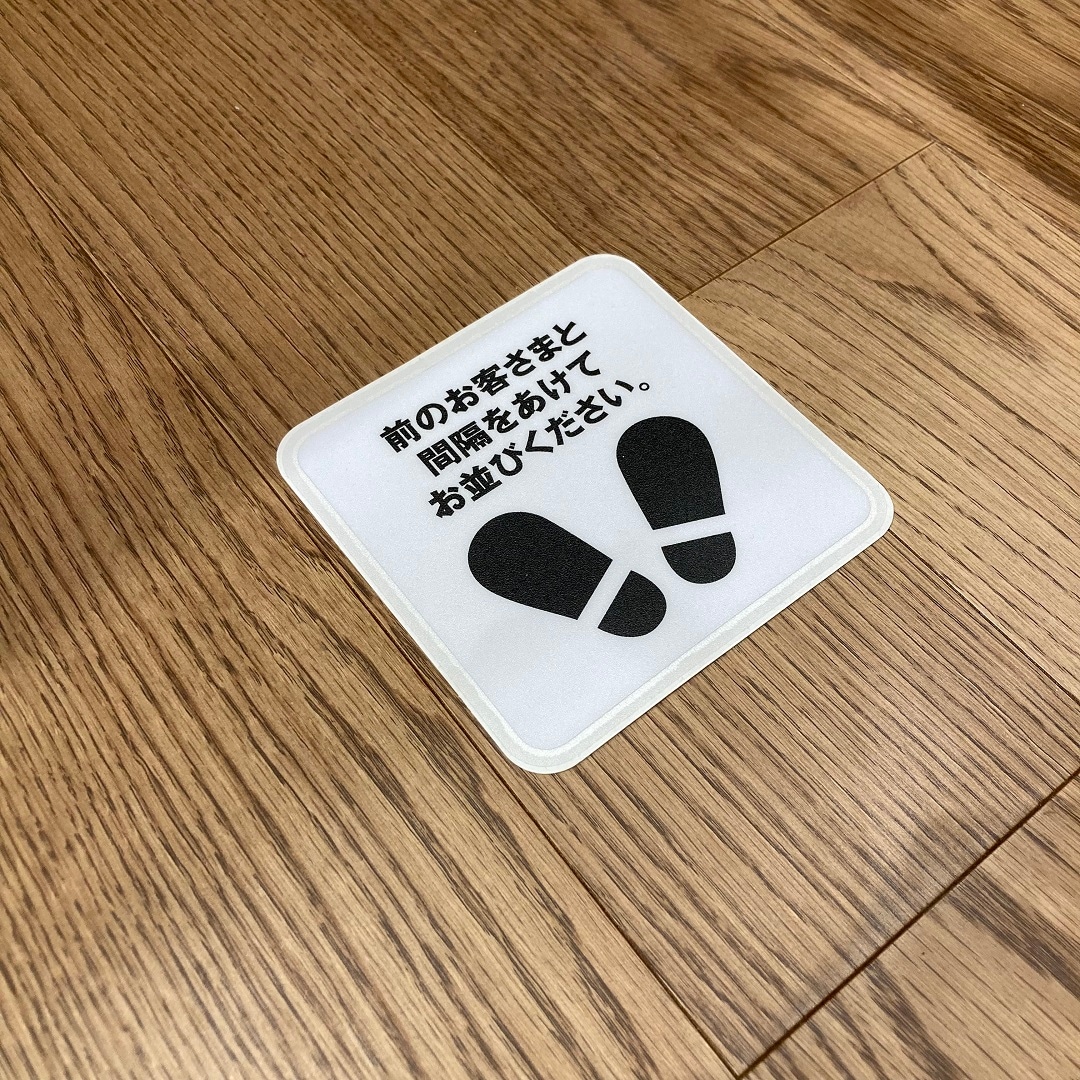 前のお客さまと
間隔をあけて
お並びください。